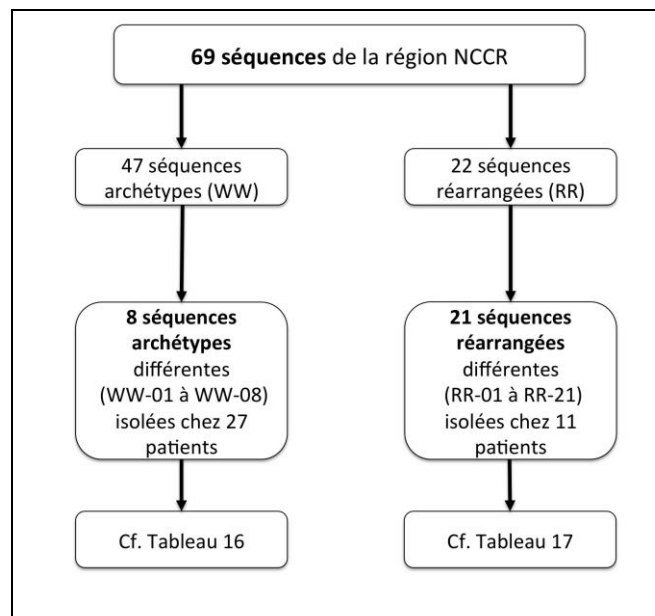 69 séquences de la région NCCR
47 séquences
archétypes (WW)
22 séquences
réarrangées (RR)
8 séquences
archétypes
différentes
(WW-01 à WW-08)
isolées chez 27
patients
21 séquences
réarrangées
différentes
(RR-01 à RR-21)
isolées chez 11
patients
Cf. Tableau 16
Cf. Tableau 17